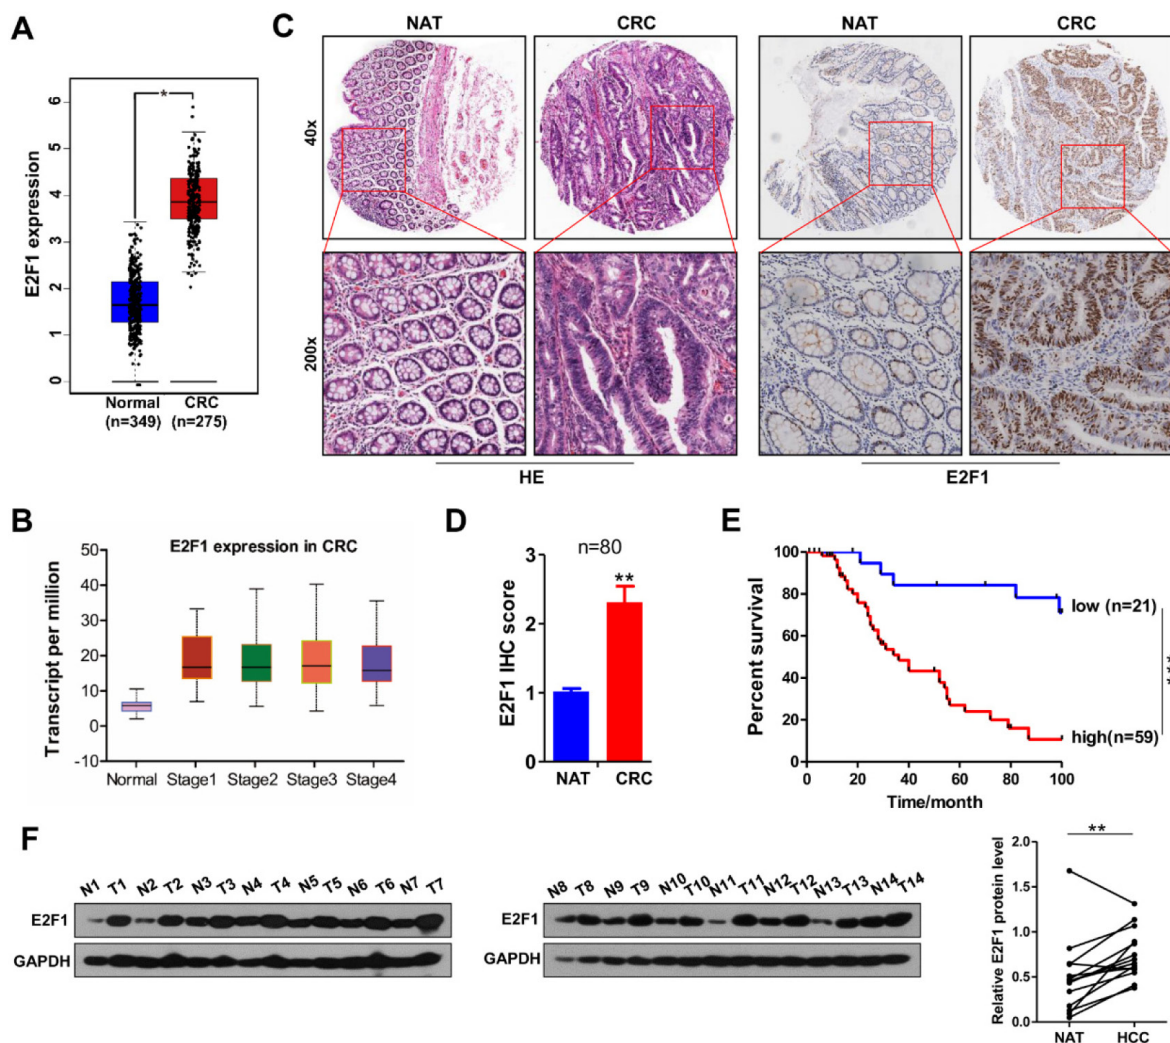 A
E2F1 expression
6
5
4
3
2
1
0
*
Normal
(n=349)
CRC
(n=275)
C
NAT
CRC
NAT
CRC
40x
200x
HE
E2F1
B
E2F1 expression in CRC
Transcript per million
50
40
30
20
10
0
-10
Normal
Stage1
Stage2
Stage3
Stage4
D
n=80
E2F1 IHC score
3
2
1
0
**
NAT
CRC
E
Percent survival
100
80
60
40
20
0
0
20
40
60
80
100
Time/month
low (n=21)
high(n=59)
***
F
N1 T1 N2 T2 N3 T3 N4 T4 N5 T5 N6 T6 N7 T7
E2F1
GAPDH
N8 T8 N9 T9 N10 T10 N11 T11 N12 T12 N13 T13 N14 T14
E2F1
GAPDH
Relative E2F1 protein level
2.0
1.5
1.0
0.5
0.0
**
NAT
HCC